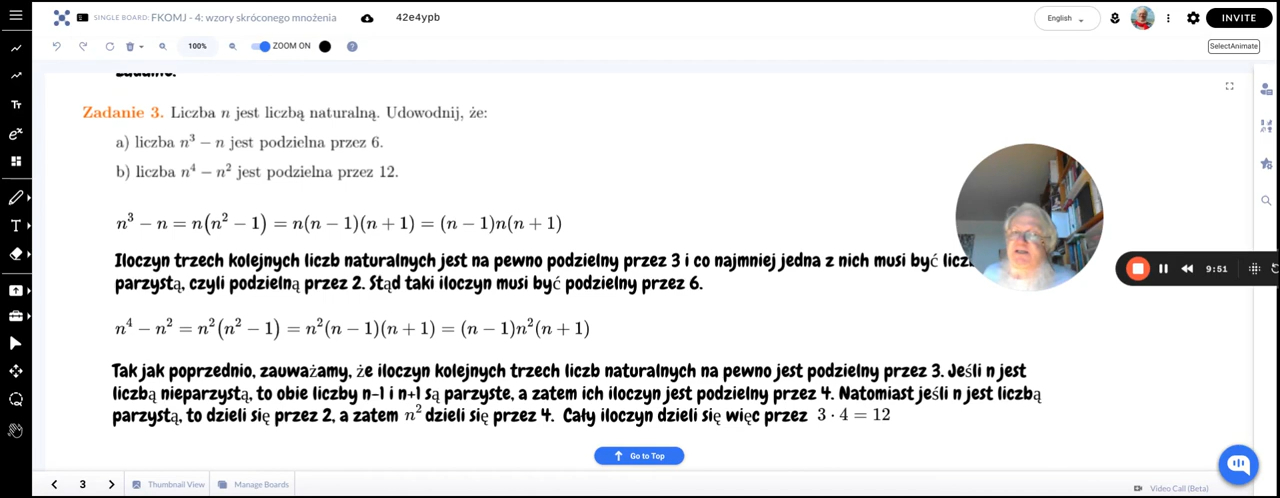 SINGLE BOARD: FKOMJ - 4: wzory skróconego mnożenia
42e4ypb
English
INVITE
100%
ZOOM ON
SelectAnimate
Zadanie 3. Liczba n jest liczbą naturalną. Udowodnij, że:
a) liczba n³ − n jest podzielna przez 6.
b) liczba n⁴ − n² jest podzielna przez 12.
n³ − n = n(n² − 1) = n(n − 1)(n + 1) = (n − 1)n(n + 1)
Iloczyn trzech kolejnych liczb naturalnych jest na pewno podzielny przez 3 i co najmniej jedna z nich musi być
parzystą, czyli podzielną przez 2. Stąd taki iloczyn musi być podzielny przez 6.
9:51
n⁴ − n² = n²(n² − 1) = n²(n − 1)(n + 1) = (n − 1)n²(n + 1)
Tak jak poprzednio, zauważamy, że iloczyn kolejnych trzech liczb naturalnych na pewno jest podzielny przez 3. Jeśli n jest
liczbą nieparzystą, to obie liczby n-1 i n+1 są parzyste, a zatem ich iloczyn jest podzielny przez 4. Natomiast jeśli n jest liczbą
parzystą, to dzieli się przez 2, a zatem n² dzieli się przez 4. Cały iloczyn dzieli się więc przez 3 · 4 = 12
Go to Top
3
Thumbnail View
Manage Boards
Video Call (Beta)